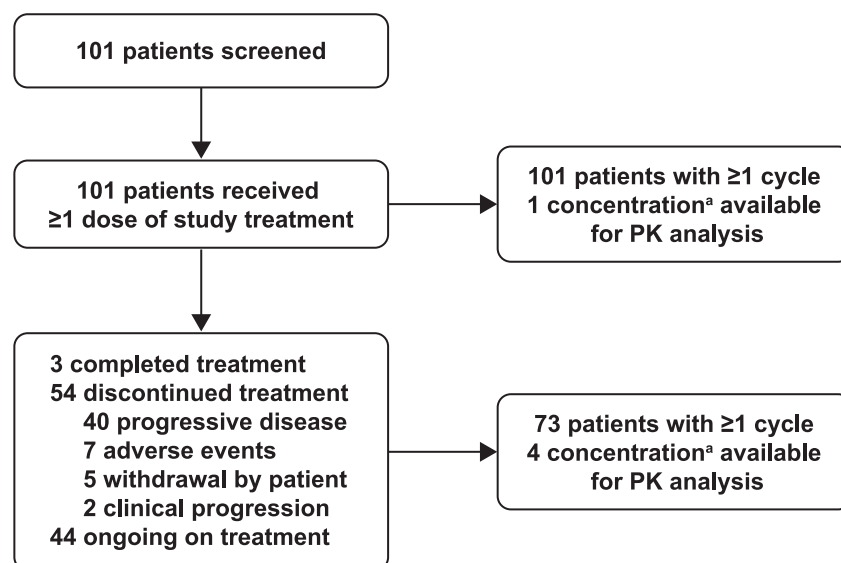 101 patients screened
101 patients received
≥1 dose of study treatment
101 patients with ≥1 cycle
1 concentrationᵃ available
for PK analysis
3 completed treatment
54 discontinued treatment
40 progressive disease
7 adverse events
5 withdrawal by patient
2 clinical progression
44 ongoing on treatment
73 patients with ≥1 cycle
4 concentrationᵃ available
for PK analysis